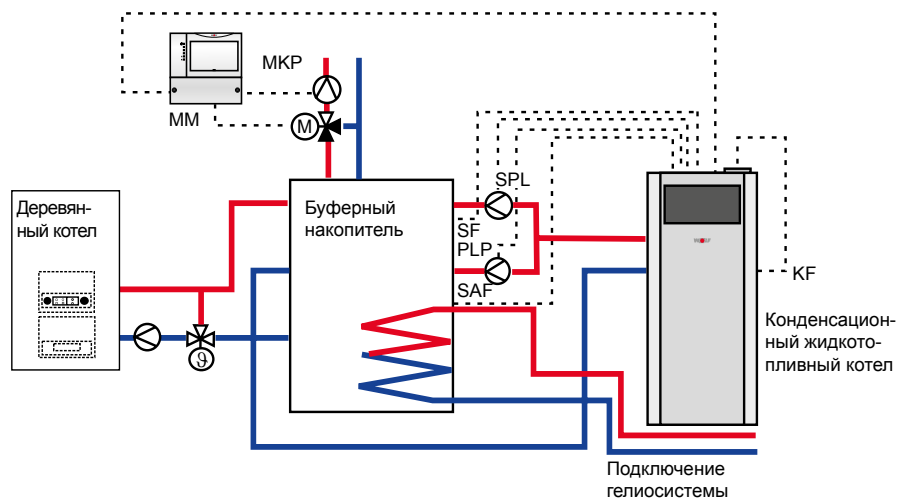 MKP
MM
M
Деревян-
ный котел
Буферный
накопитель
SPL
SF
PLP
SAF
KF
WOLF
Конденсацион-
ный жидкото-
пливный котел
ϑ
Подключение
гелиосистемы